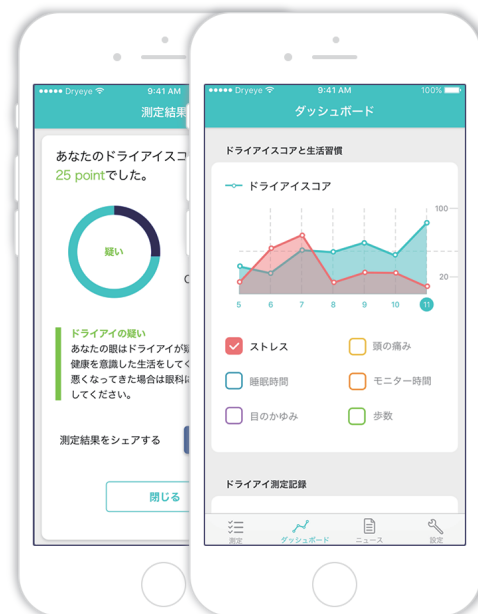 Dryeye
9:41 AM
測定結果
あなたのドライアイスコ
25 pointでした。
疑い
ドライアイの疑い
あなたの眼はドライアイが疑
健康を意識した生活をしてく
悪くなってきた場合は眼科に
してください。
測定結果をシェアする
閉じる
Dryeye
9:41 AM
100%
ダッシュボード
ドライアイスコアと生活習慣
ドライアイスコア
100
20
5 6 7 8 9 10 11
ストレス
頭の痛み
睡眠時間
モニター時間
目のかゆみ
歩数
ドライアイ測定記録
測定
ダッシュボード
ニュース
設定